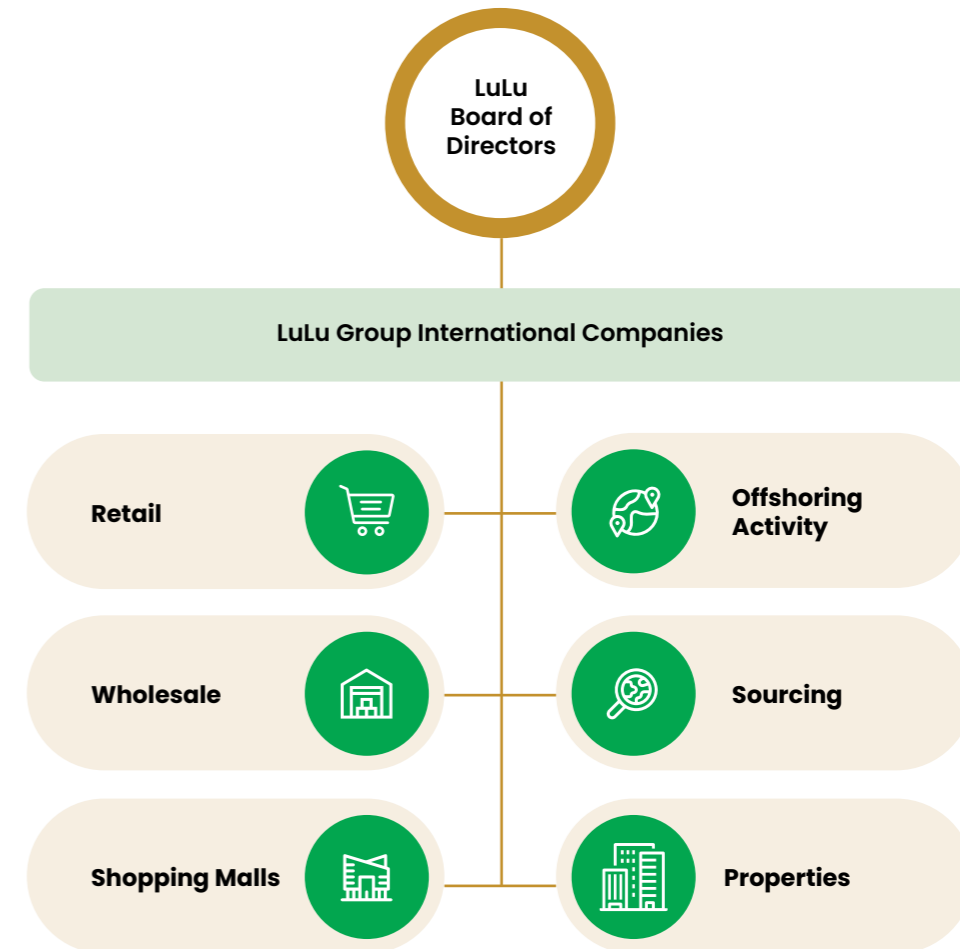 LuLu
Board of
Directors
LuLu Group International Companies
Retail
Offshoring
Activity
Wholesale
Sourcing
Shopping Malls
Properties